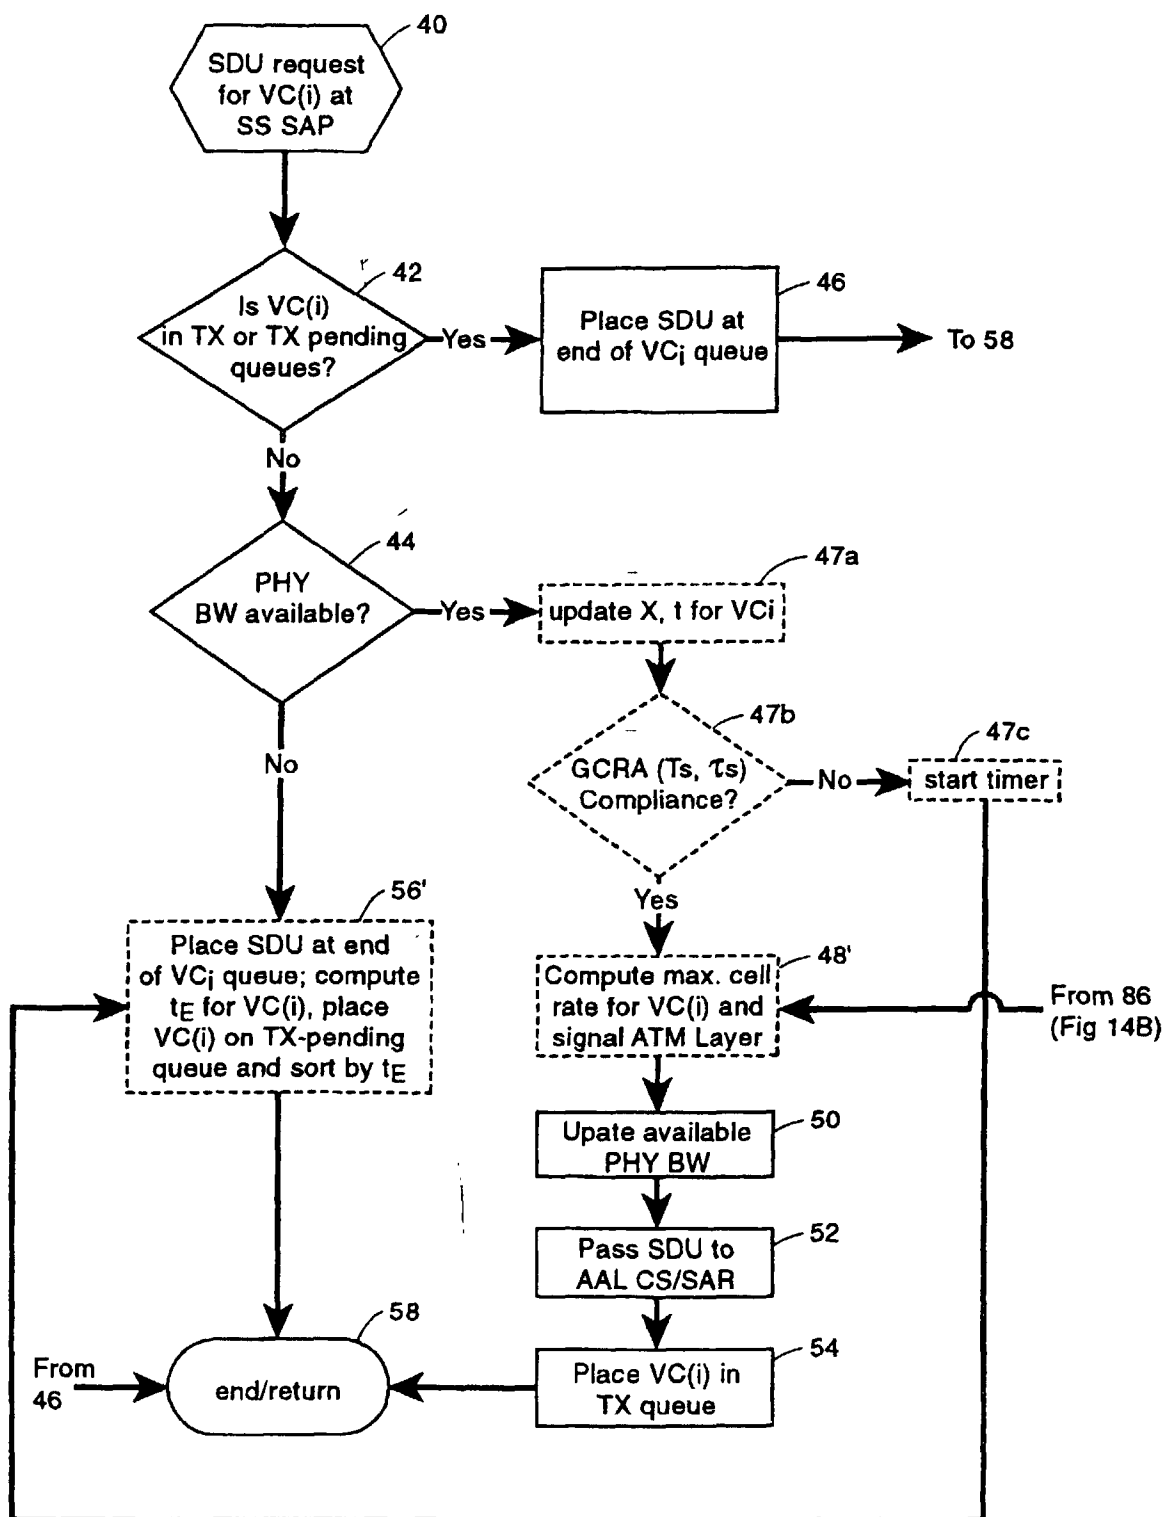 40
SDU request
for VC(i) at
SS SAP
42
Is VC(i)
in TX or TX pending
queues?
Yes
46
Place SDU at
end of VCi queue
To 58
No
44
PHY
BW available?
Yes
47a
update X, t for VCi
47b
GCRA (Ts, τs)
Compliance?
No
47c
start timer
No
Yes
56'
Place SDU at end
of VCi queue; compute
tE for VC(i), place
VC(i) on TX-pending
queue and sort by tE
48'
Compute max. cell
rate for VC(i) and
signal ATM Layer
From 86
(Fig 14B)
50
Upate available
PHY BW
52
Pass SDU to
AAL CS/SAR
54
Place VC(i) in
TX queue
58
end/return
From
46